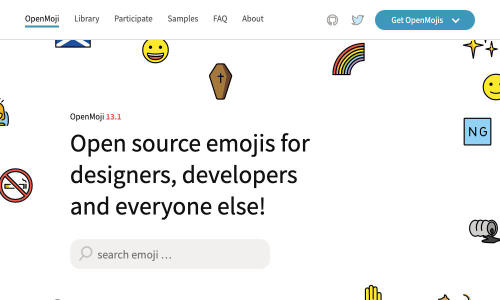 OpenMoji Library Participate Samples FAQ About Get OpenMojis
OpenMoji 13.1
Open source emojis for
designers, developers
and everyone else!
search emoji ...
NG